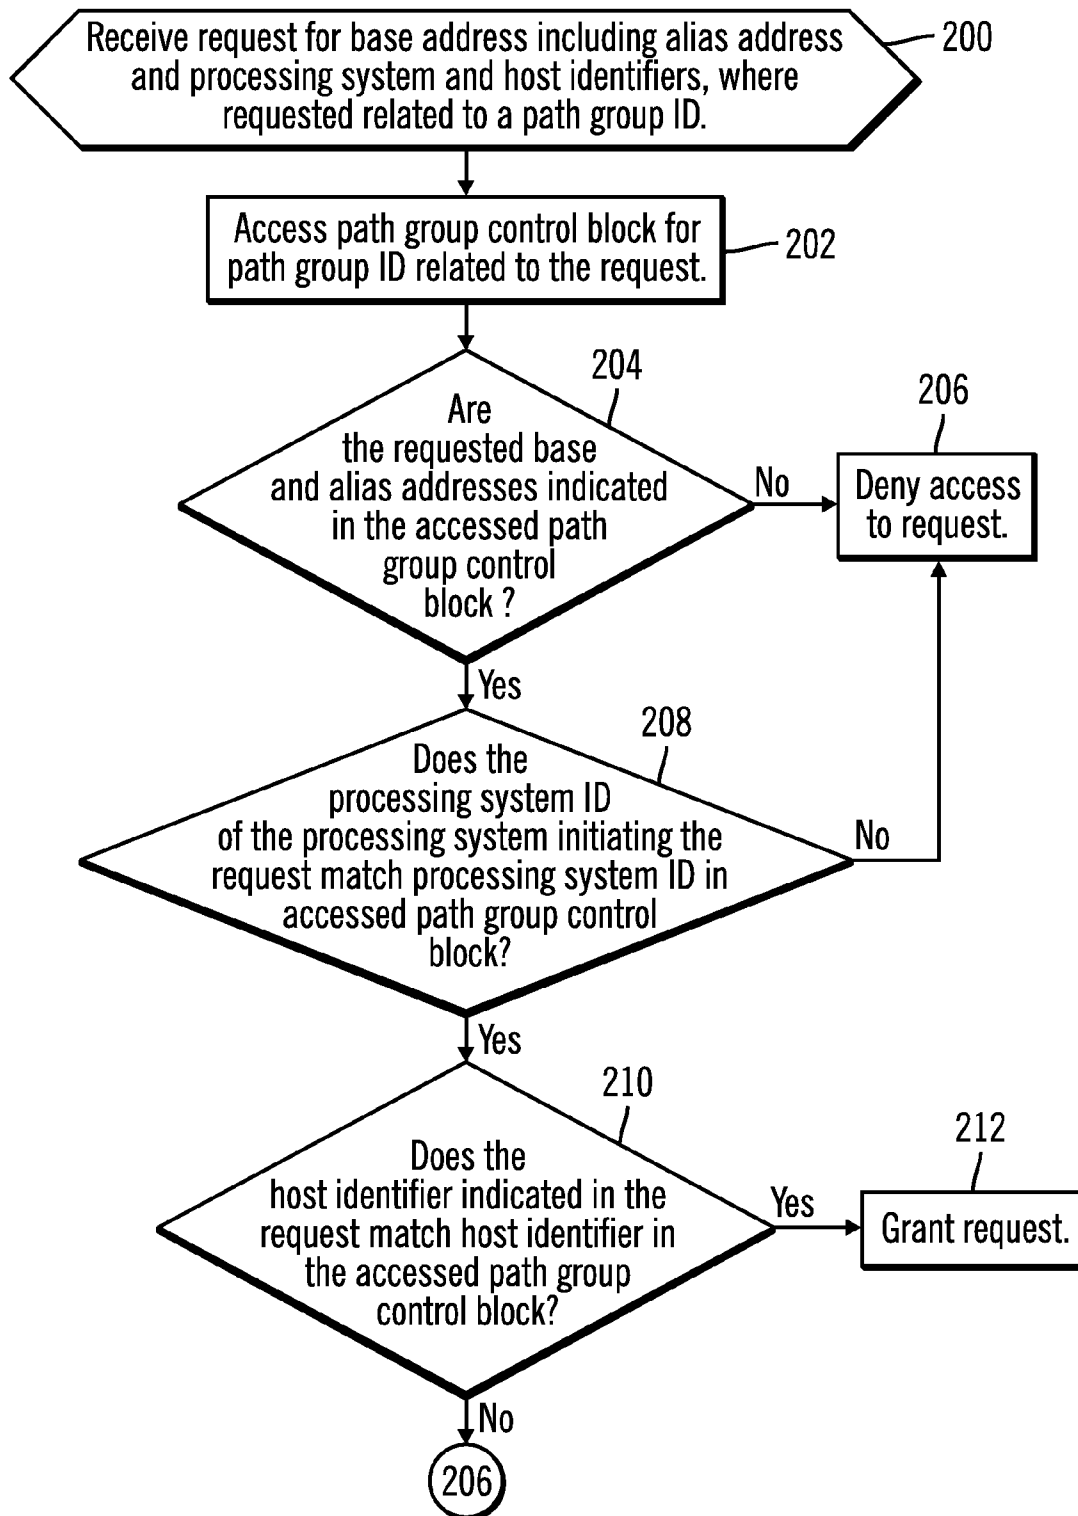 Receive request for base address including alias address
and processing system and host identifiers, where
requested related to a path group ID.
200
Access path group control block for
path group ID related to the request.
202
204
Are
the requested base
and alias addresses indicated
in the accessed path
group control
block ?
No
206
Deny access
to request.
Yes
208
Does the
processing system ID
of the processing system initiating the
request match processing system ID in
accessed path group control
block?
No
Yes
210
Does the
host identifier indicated in the
request match host identifier in
the accessed path group
control block?
Yes
212
Grant request.
No
206